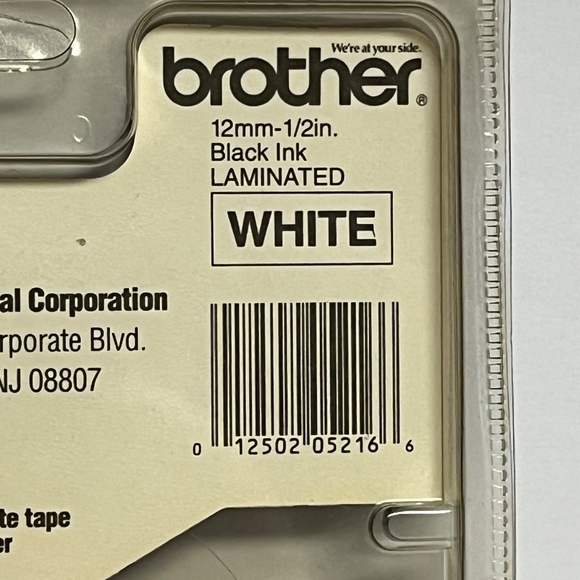 We're at your side.
brother®
12mm-1/2in.
Black Ink
LAMINATED
WHITE
al Corporation
rporate Blvd.
NJ 08807
0 12502 05216 6
te tape
er